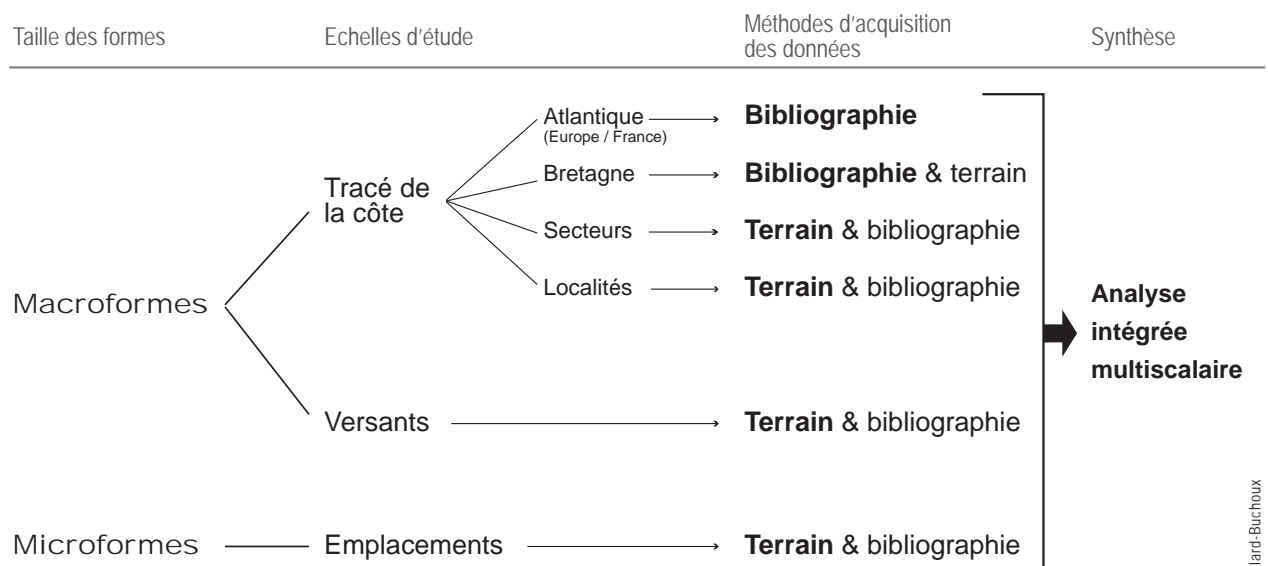 Taille des formes
Echelles d'étude
Méthodes d'acquisition
des données
Synthèse
Atlantique
(Europe / France)
Bibliographie
Bretagne
Bibliographie & terrain
Tracé de
la côte
Secteurs
Terrain & bibliographie
Localités
Terrain & bibliographie
Macroformes
Analyse
intégrée
multiscalaire
Versants
Terrain & bibliographie
Microformes
Emplacements
Terrain & bibliographie
lard-Buchoux